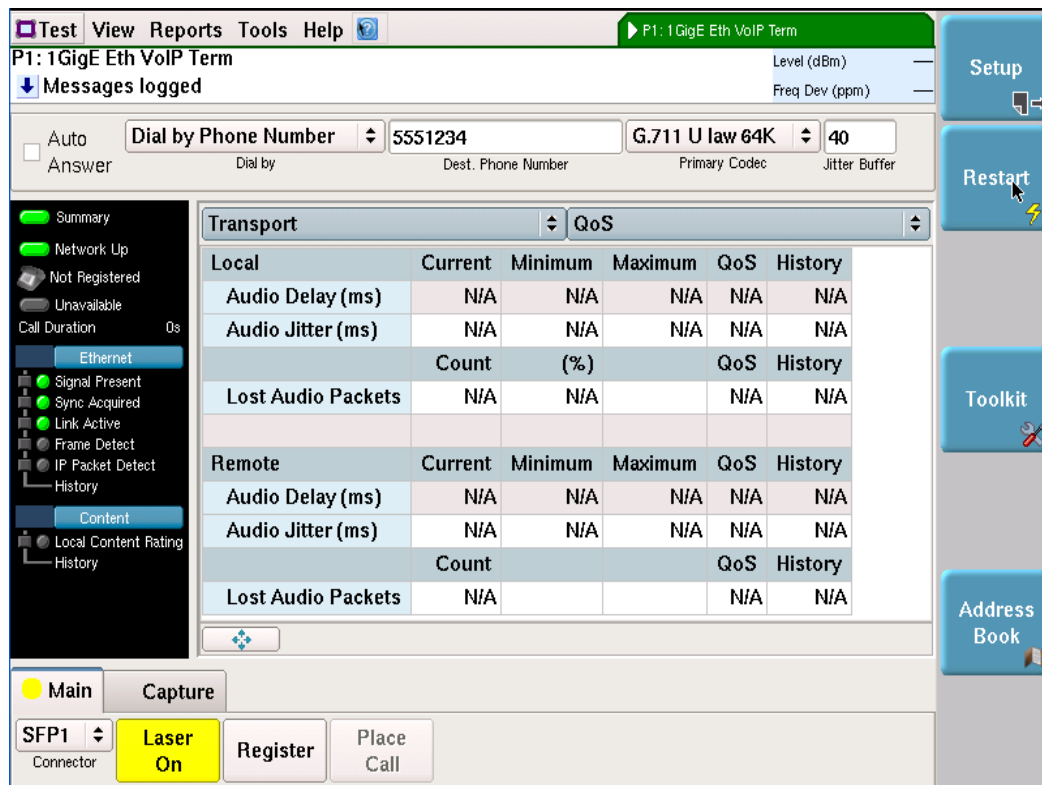 Test View Reports Tools Help
P1: 1GigE Eth VoIP Term
P1: 1GigE Eth VoIP Term
Messages logged
Level (dBm) —
Freq Dev (ppm) —
Setup
Restart
Toolkit
Address
Book
Auto
Answer
Dial by Phone Number
Dial by
5551234
Dest. Phone Number
G.711 U law 64K
Primary Codec
40
Jitter Buffer
Summary
Network Up
Not Registered
Unavailable
Call Duration 0s
Ethernet
Signal Present
Sync Acquired
Link Active
Frame Detect
IP Packet Detect
History
Content
Local Content Rating
History
Transport QoS
Local Current Minimum Maximum QoS History
Audio Delay (ms) N/A N/A N/A N/A N/A
Audio Jitter (ms) N/A N/A N/A N/A N/A
Count (%) QoS History
Lost Audio Packets N/A N/A N/A N/A
Remote Current Minimum Maximum QoS History
Audio Delay (ms) N/A N/A N/A N/A N/A
Audio Jitter (ms) N/A N/A N/A N/A N/A
Count QoS History
Lost Audio Packets N/A N/A N/A
Main Capture
SFP1
Connector
Laser
On
Register
Place
Call